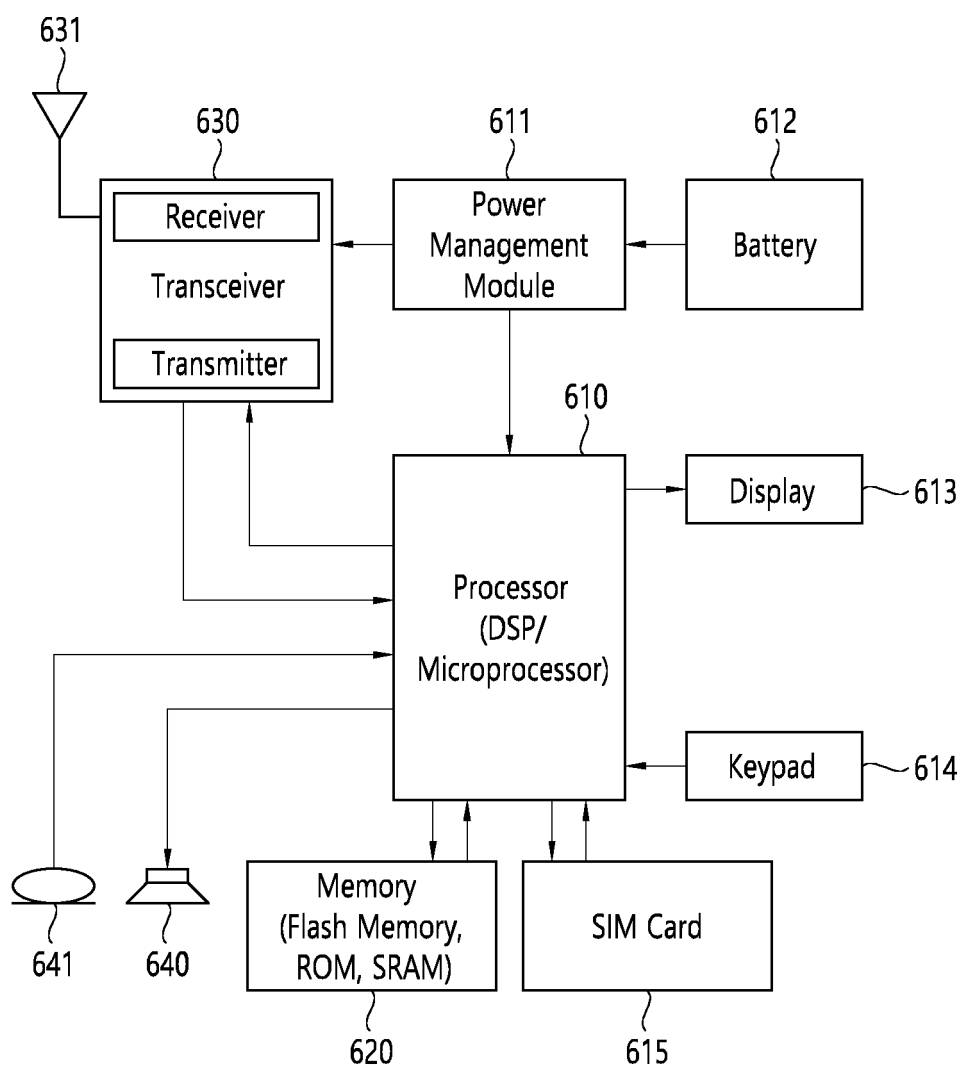 631
630
611
612
Receiver
Transceiver
Transmitter
Power
Management
Module
Battery
610
Display
613
Processor
(DSP/
Microprocessor)
Keypad
614
641
640
Memory
(Flash Memory,
ROM, SRAM)
SIM Card
620
615